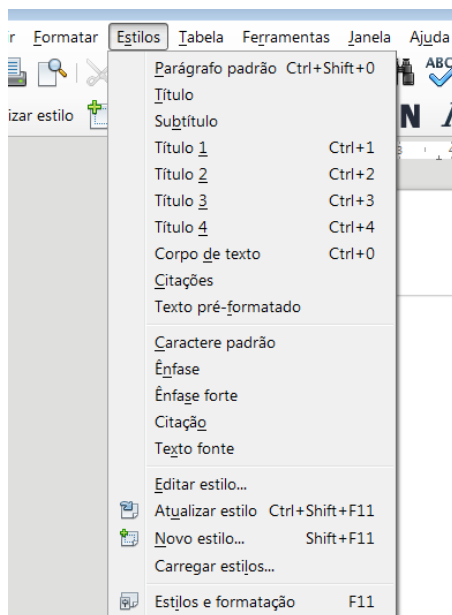 Formatar Estilos Tabela Ferramentas Janela Ajuda
ABC
izar estilo N
Parágrafo padrão Ctrl+Shift+0
Título
Subtítulo
Título 1 Ctrl+1
Título 2 Ctrl+2
Título 3 Ctrl+3
Título 4 Ctrl+4
Corpo de texto Ctrl+0
Citações
Texto pré-formatado
Caractere padrão
Ênfase
Ênfase forte
Citação
Texto fonte
Editar estilo...
Atualizar estilo Ctrl+Shift+F11
Novo estilo... Shift+F11
Carregar estilos...
Estilos e formatação F11